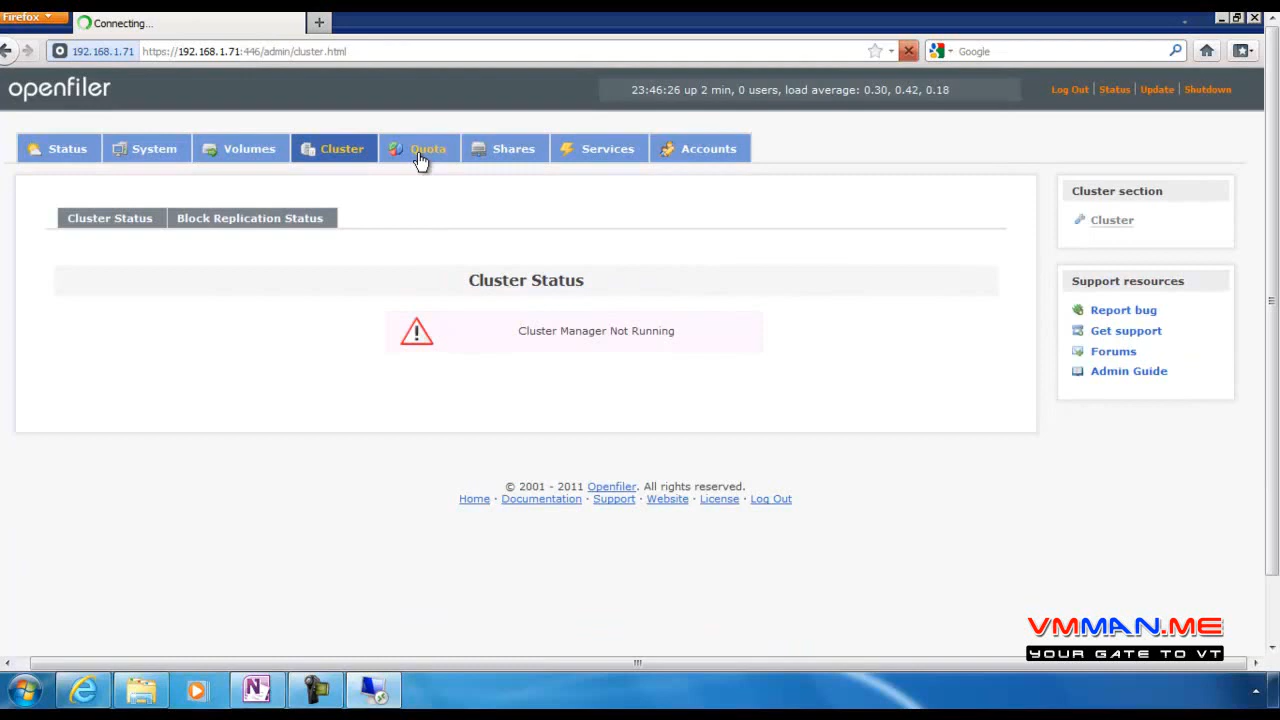 Firefox
Connecting...
192.168.1.71 https://192.168.1.71:446/admin/cluster.html
Google
openfiler
23:46:26 up 2 min, 0 users, load average: 0.30, 0.42, 0.18
Log Out | Status | Update | Shutdown
Status System Volumes Cluster Quota Shares Services Accounts
Cluster section
Cluster
Cluster Status Block Replication Status
Cluster Status
Cluster Manager Not Running
Support resources
Report bug
Get support
Forums
Admin Guide
© 2001 - 2011 Openfiler. All rights reserved.
Home · Documentation · Support · Website · License · Log Out
VMMAN.ME
YOUR GATE TO VT